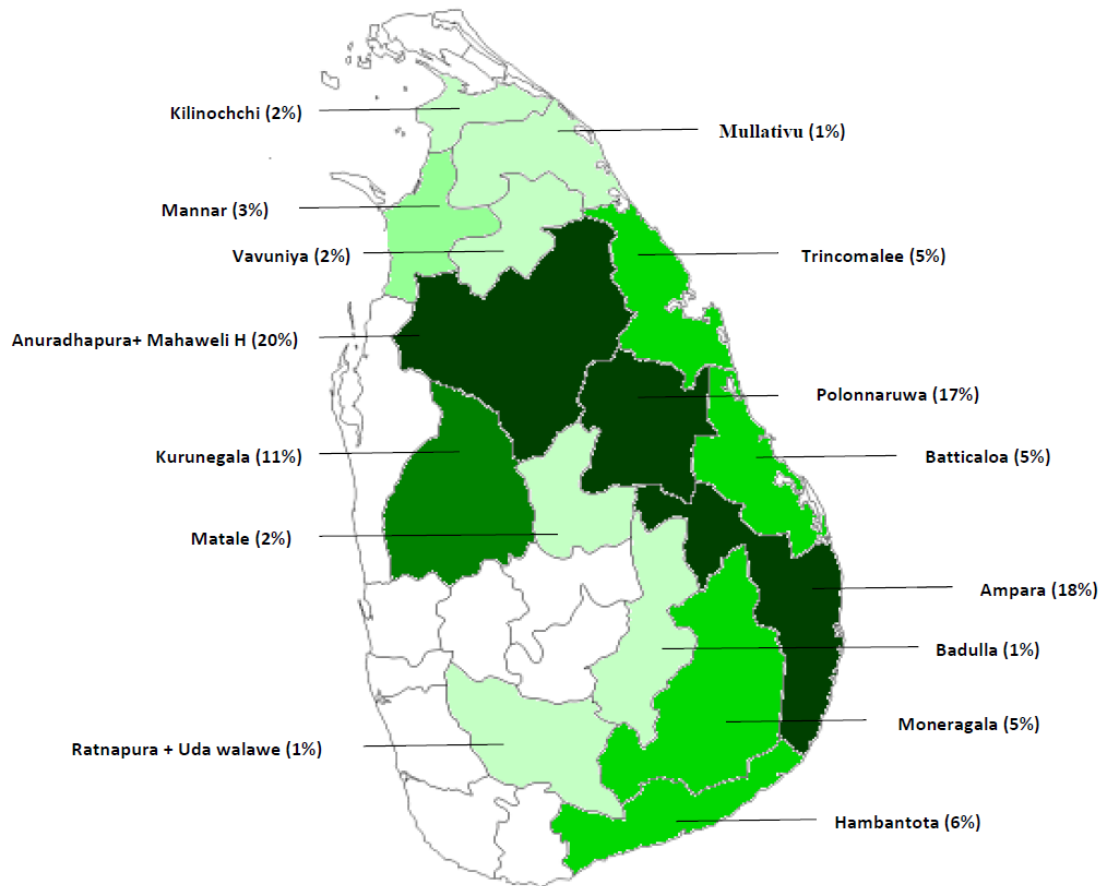 Kilinochchi (2%)
Mullativu (1%)
Mannar (3%)
Vavuniya (2%)
Trincomalee (5%)
Anuradhapura+ Mahaweli H (20%)
Polonnaruwa (17%)
Kurunegala (11%)
Batticaloa (5%)
Matale (2%)
Ampara (18%)
Badulla (1%)
Moneragala (5%)
Ratnapura + Uda walawe (1%)
Hambantota (6%)